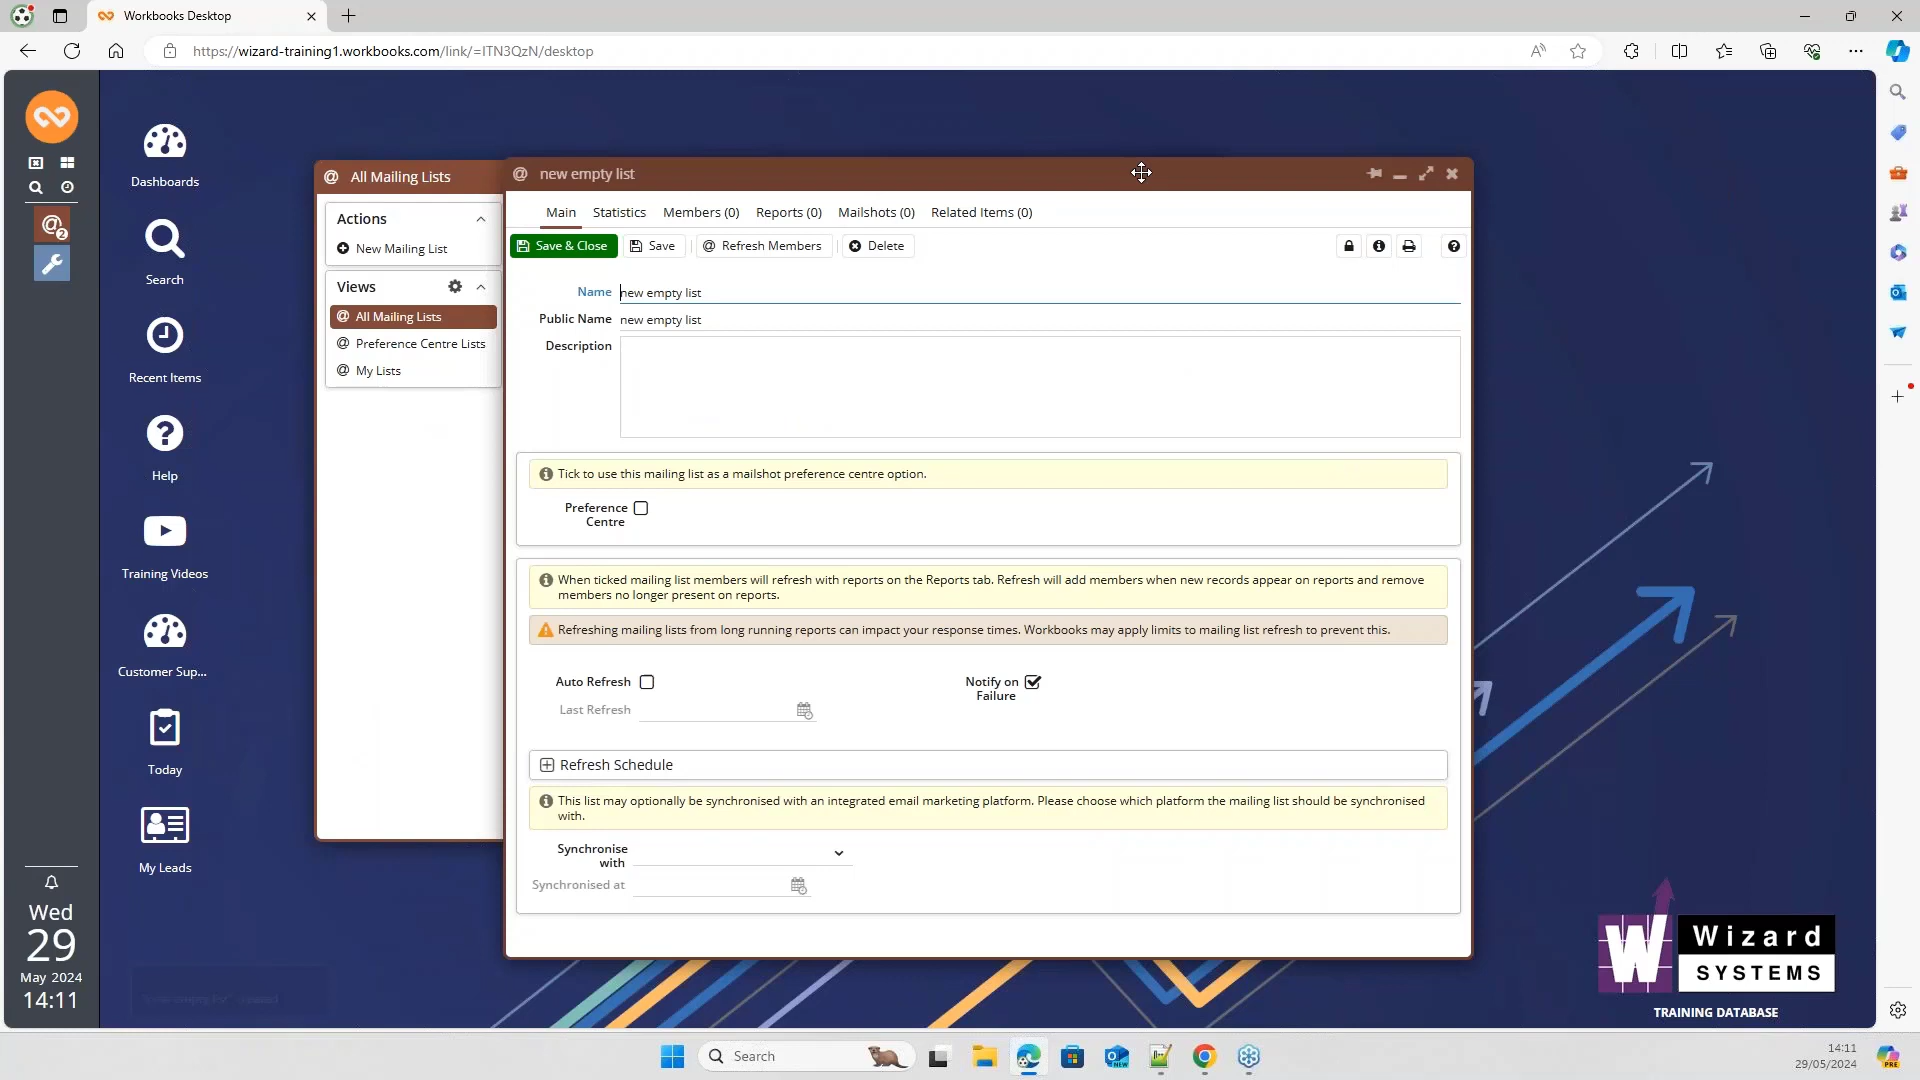 Workbooks Desktop
https://wizard-training1.workbooks.com/link/=ITN3QzN/desktop
Dashboards
Search
Recent Items
Help
Training Videos
Customer Sup...
Today
My Leads
2
Wed
29
May 2024
14:11
@ All Mailing Lists
Actions
New Mailing List
Views
@ All Mailing Lists
@ Preference Centre Lists
@ My Lists
@ new empty list
Main Statistics Members (0) Reports (0) Mailshots (0) Related Items (0)
Save & Close Save @ Refresh Members Delete
Name new empty list
Public Name new empty list
Description
Tick to use this mailing list as a mailshot preference centre option.
Preference
Centre
When ticked mailing list members will refresh with reports on the Reports tab. Refresh will add members when new records appear on reports and remove
members no longer present on reports.
Refreshing mailing lists from long running reports can impact your response times. Workbooks may apply limits to mailing list refresh to prevent this.
Auto Refresh Notify on
Failure
Last Refresh
Refresh Schedule
This list may optionally be synchronised with an integrated email marketing platform. Please choose which platform the mailing list should be synchronised
with.
Synchronise
with
Synchronised at
W Wizard
SYSTEMS
TRAINING DATABASE
Search
NEW
14:11
29/05/2024
PRE